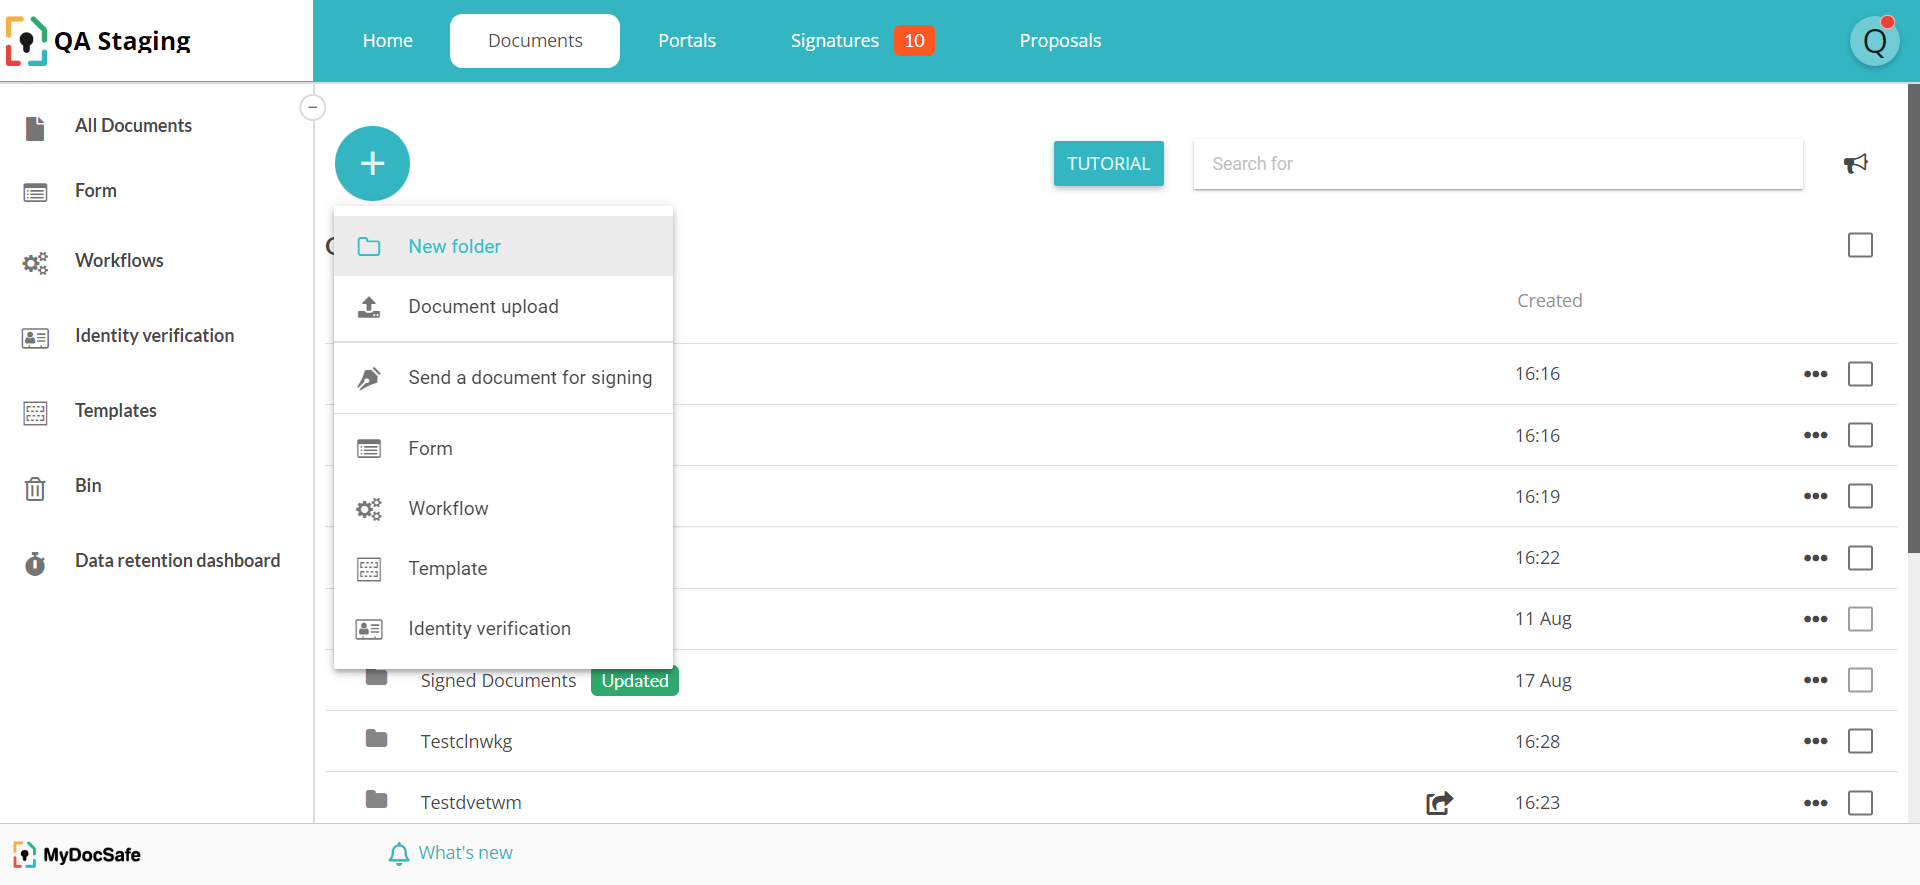 QA Staging
Home
Documents
Portals
Signatures 10
Proposals
Q
All Documents
Form
Workflows
Identity verification
Templates
Bin
Data retention dashboard
TUTORIAL
Search for
New folder
Document upload
Send a document for signing
Form
Workflow
Template
Identity verification
Created
16:16
16:16
16:19
16:22
11 Aug
Signed Documents Updated 17 Aug
Testclnwkg 16:28
Testdvetwm 16:23
MyDocSafe
What's new